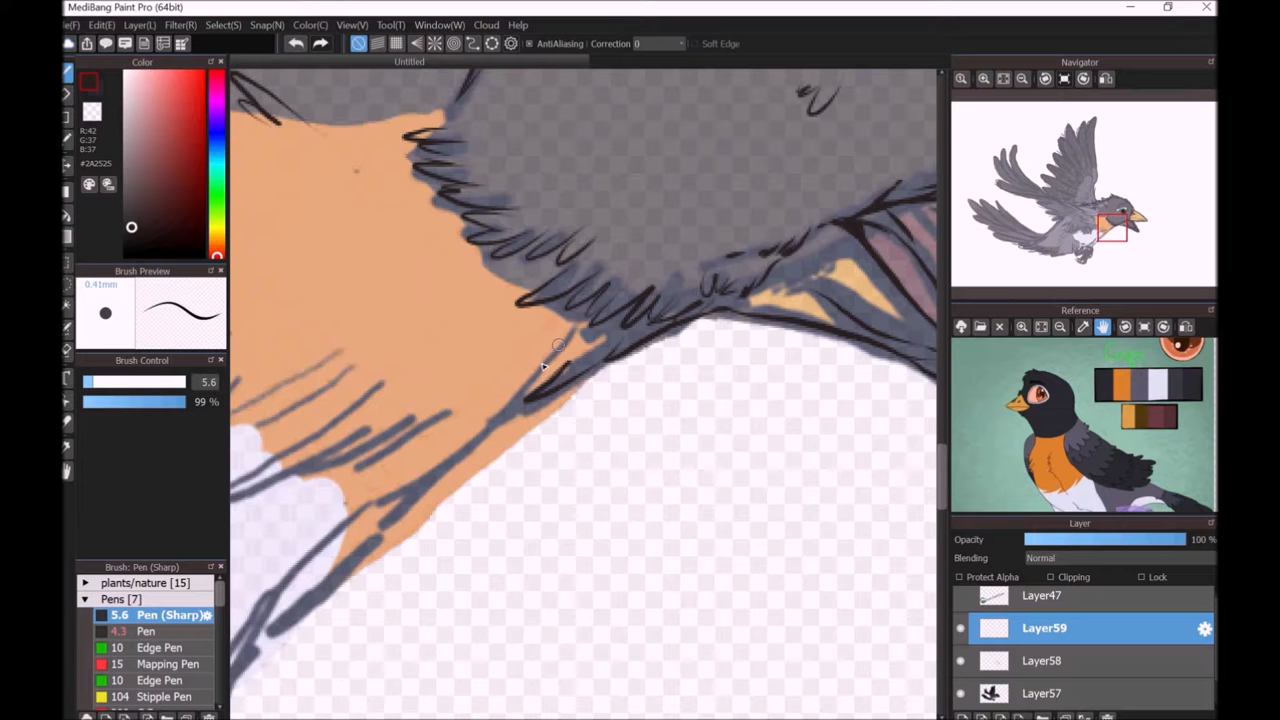 MediBang Paint Pro (64bit)
(F) Edit(E) Layer(L) Filter(R) Select(S) Snap(N) Color(C) View(V) Tool(T) Window(W) Cloud Help
AntiAliasing Correction 0 Soft Edge
Color
Untitled
Navigator
R:42
G:37
B:37
#2A2525
Brush Preview
0.41mm
Reference
Brush Control
5.6
99 %
Layer
Opacity 100 %
Blending Normal
Protect Alpha Clipping Lock
Layer47
Layer59
Layer58
Layer57
Brush: Pen (Sharp)
plants/nature [15]
Pens [7]
5.6 Pen (Sharp)
4.3 Pen
10 Edge Pen
15 Mapping Pen
10 Edge Pen
104 Stipple Pen